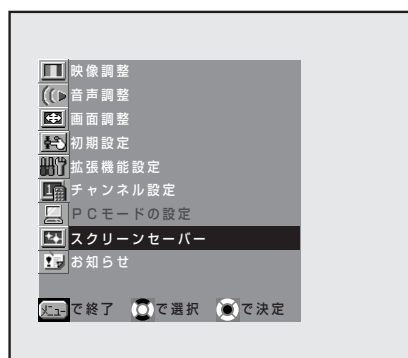 映像調整
音声調整
画面調整
初期設定
拡張機能設定
チャンネル設定
PCモードの設定
スクリーンセーバー
お知らせ
メニューで終了 で選択 で決定